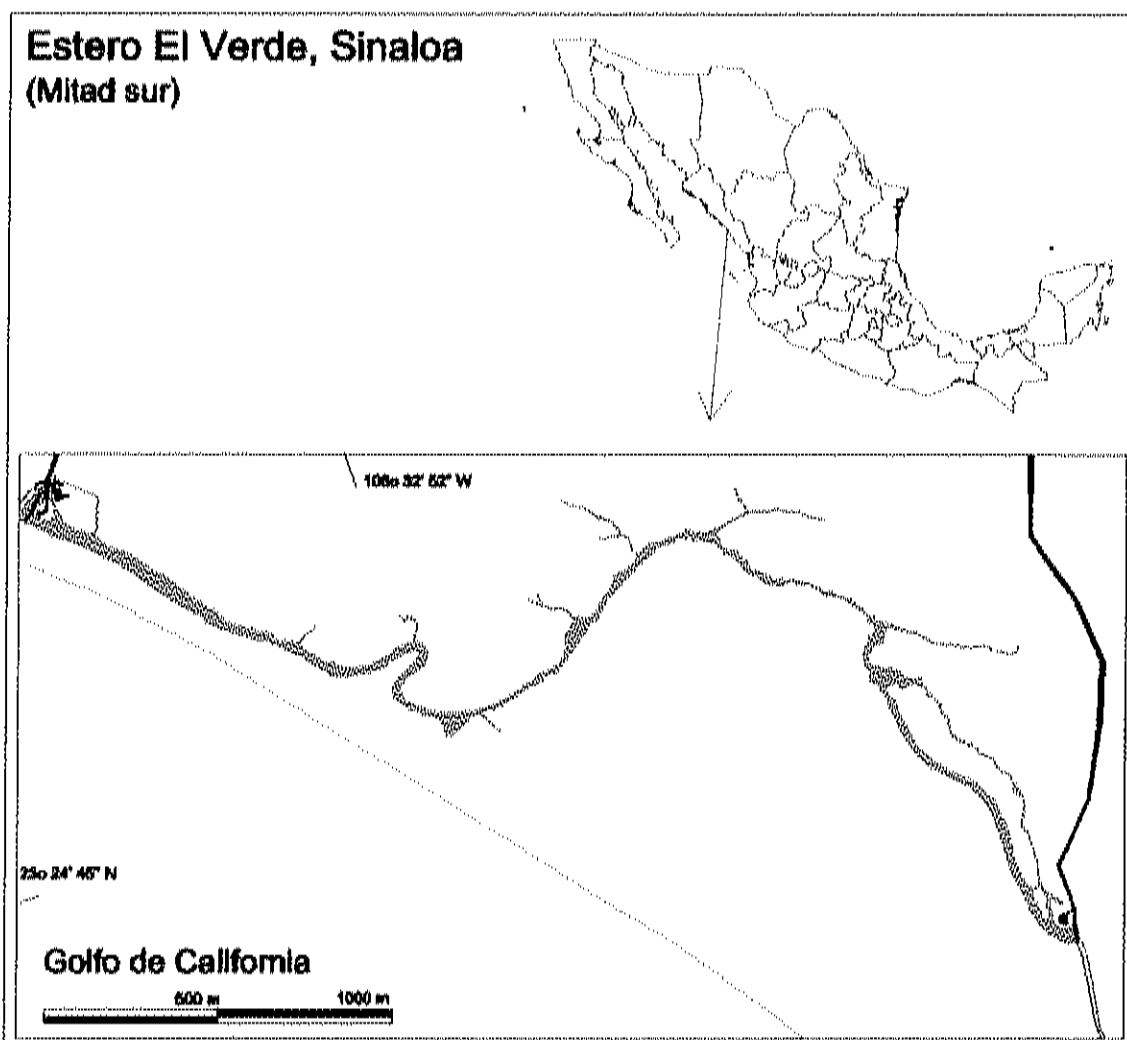 Estero El Verde, Sinaloa
(Mitad sur)
106o 32' 52" W
23o 24' 45" N
Golfo de California
500 m 1000 m